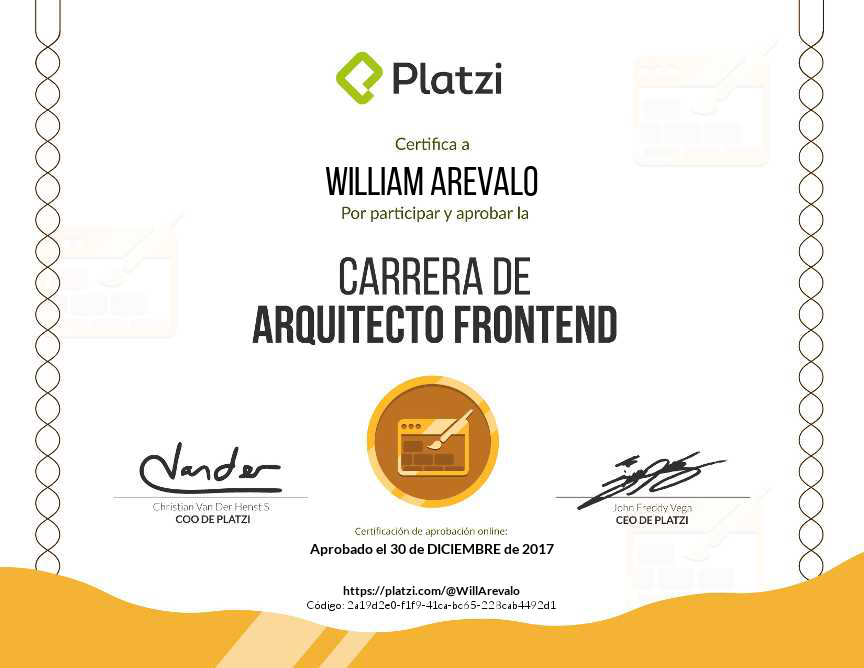 Platzi
Certifica a
WILLIAM AREVALO
Por participar y aprobar la
CARRERA DE
ARQUITECTO FRONTEND
Vander
Christian Van Der Henst S
COO DE PLATZI
John Freddy Vega
CEO DE PLATZI
Certificación de aprobación online:
Aprobado el 30 de DICIEMBRE de 2017
https://platzi.com/@WillArevalo
Código: 2a19d2e0-f1f9-41ca-bc65-223cab4492d1